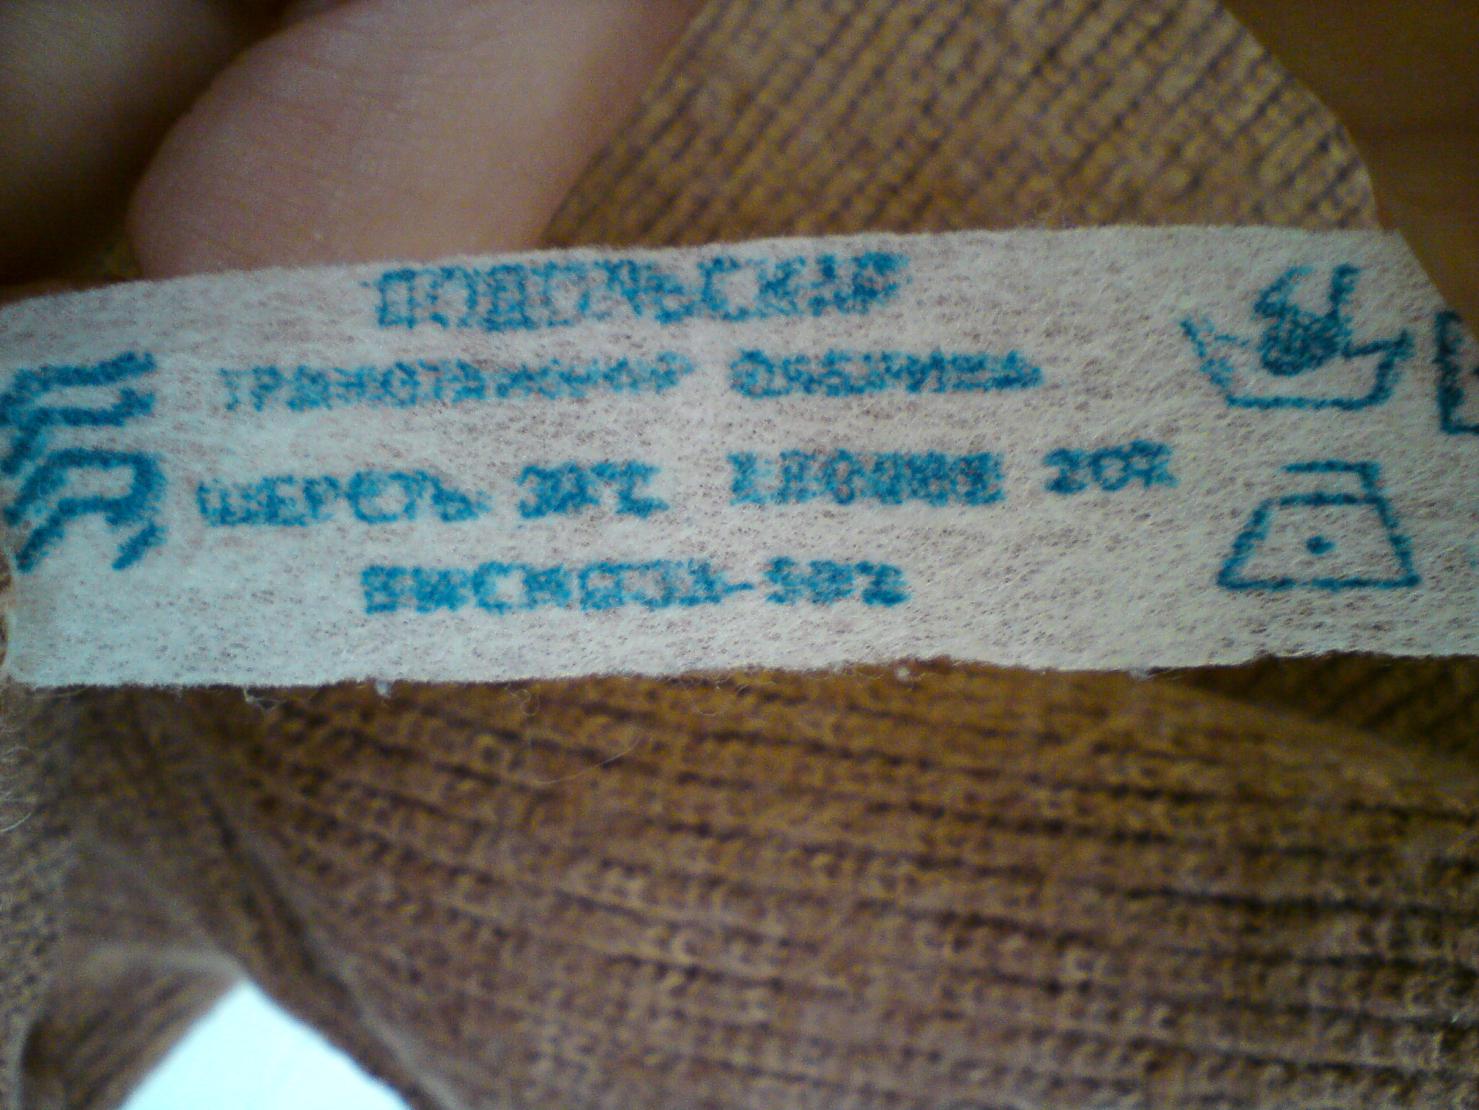 ПОДОЛЬСКАЯ
ТРИКОТАЖНАЯ ФАБРИКА
ШЕРСТЬ 30% 20%
ВИСКОЗА-50%